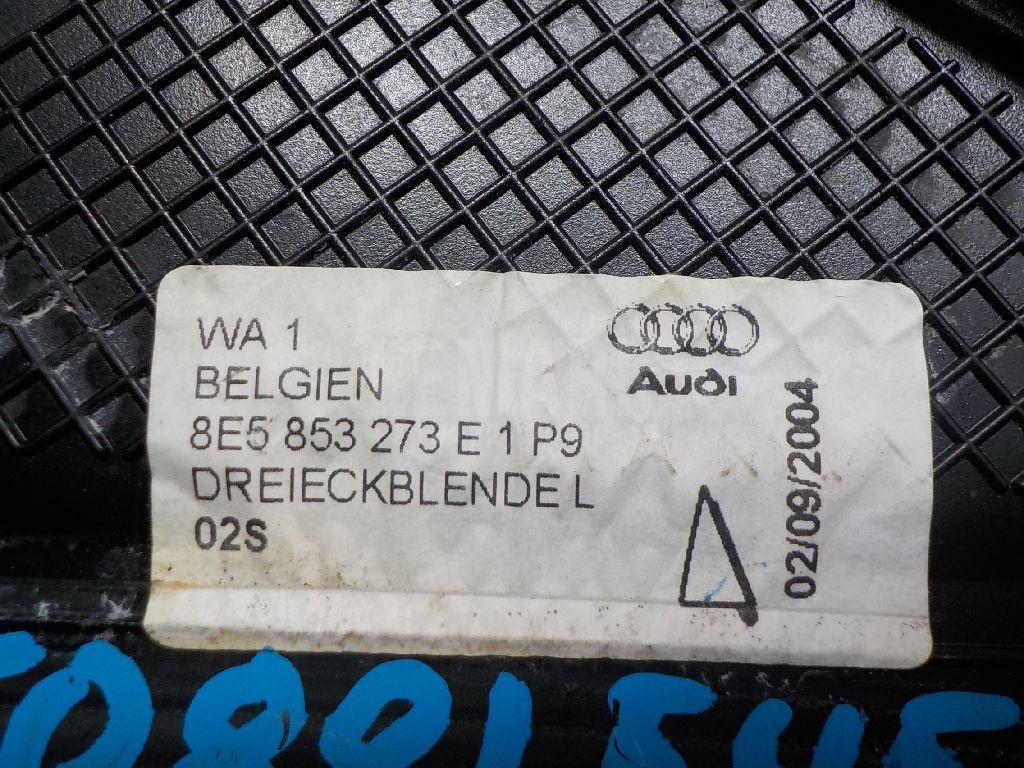 WA 1
BELGIEN
8E5 853 273 E 1 P9
DREIECKBLENDE L
02S
Audi
02/09/2004